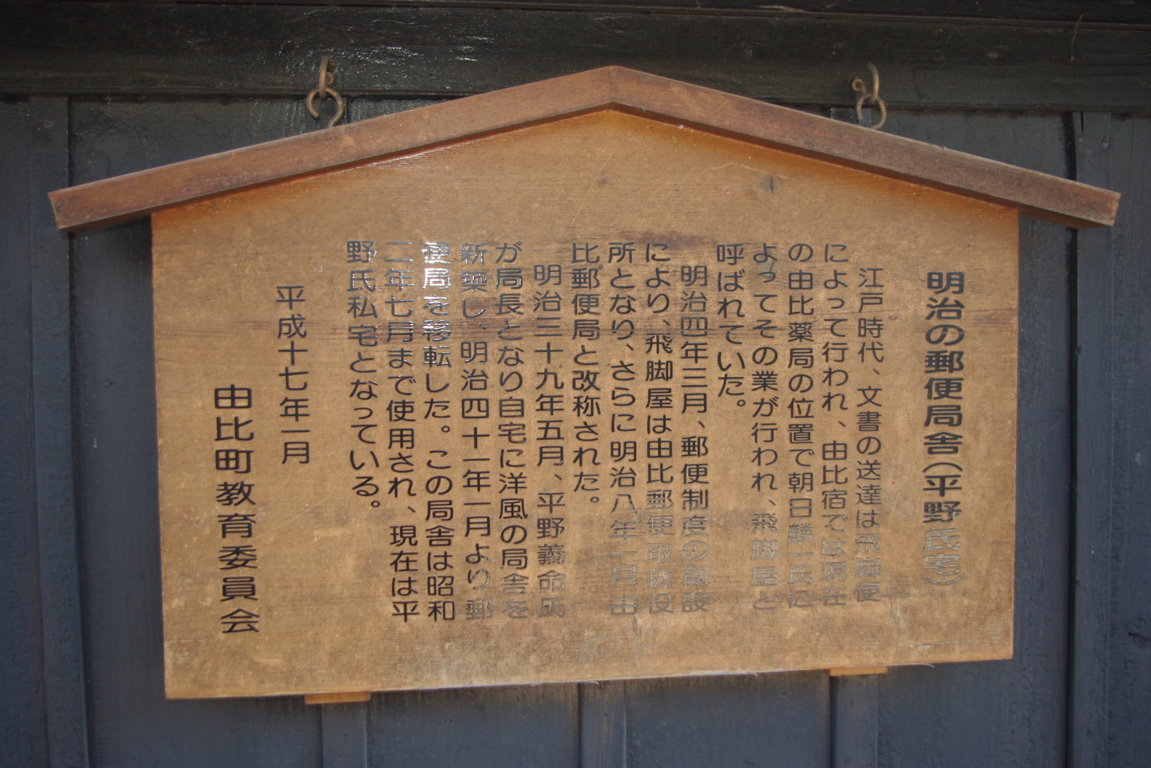 明治の郵便局舎(平野氏宅)
江戸時代、文書の送達は飛脚便
によって行われ、由比宿では現在
の由比薬局の位置で朝日麟一氏に
よってその業が行われ、飛脚屋と
呼ばれていた。
明治四年三月、郵便制度の創設
により、飛脚屋は由比郵便取扱役
所となり、さらに明治八年一月由
比郵便局と改称された。
明治三十九年五月、平野義命氏
が局長となり自宅に洋風の局舎を
新築し、明治四十一年一月より郵
便局を移転した。この局舎は昭和
二年七月まで使用され、現在は平
野氏私宅となっている。
平成十七年一月
由比町教育委員会